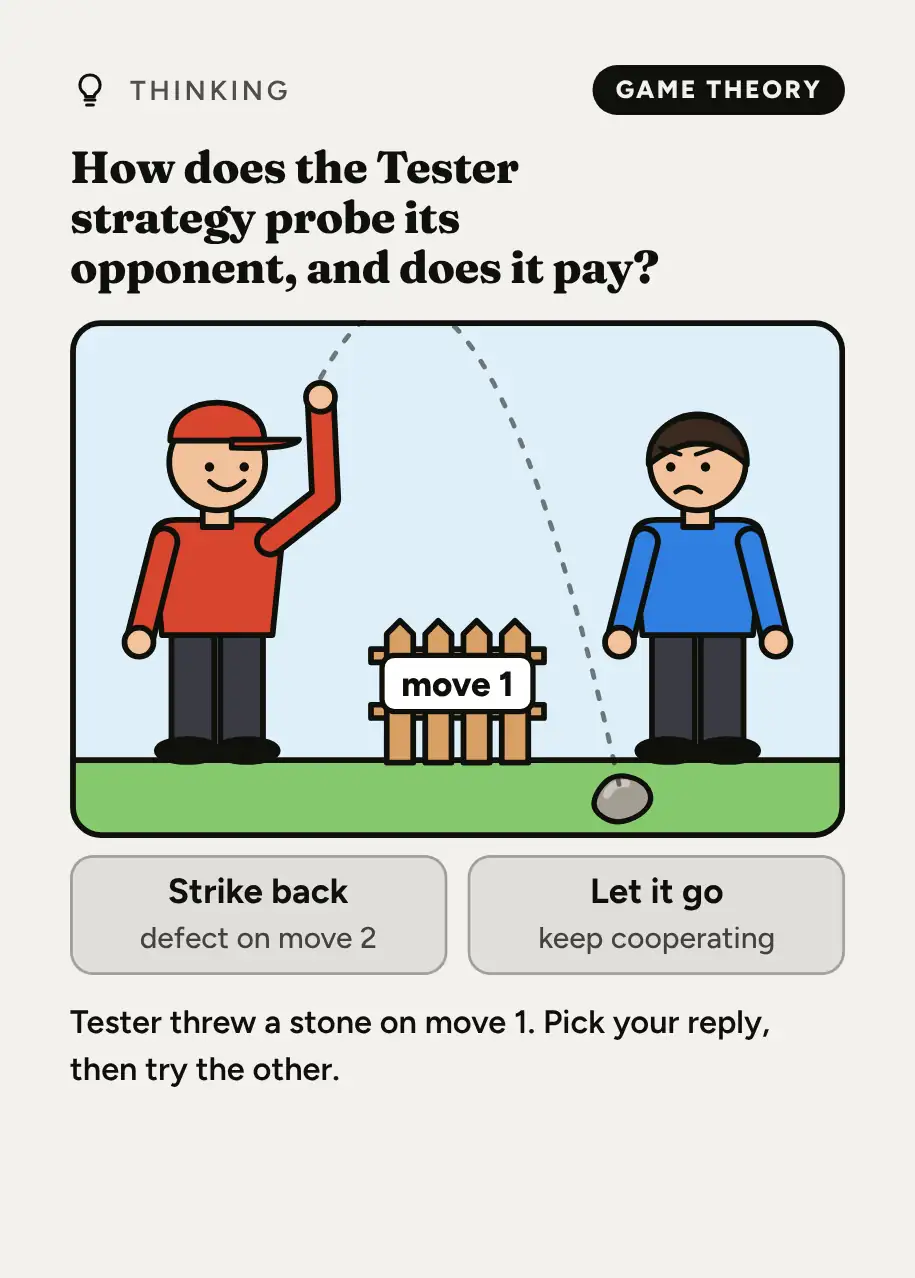 THINKING
GAME THEORY
How does the Tester
strategy probe its
opponent, and does it pay?
move 1
Strike back
defect on move 2
Let it go
keep cooperating
Tester threw a stone on move 1. Pick your reply,
then try the other.